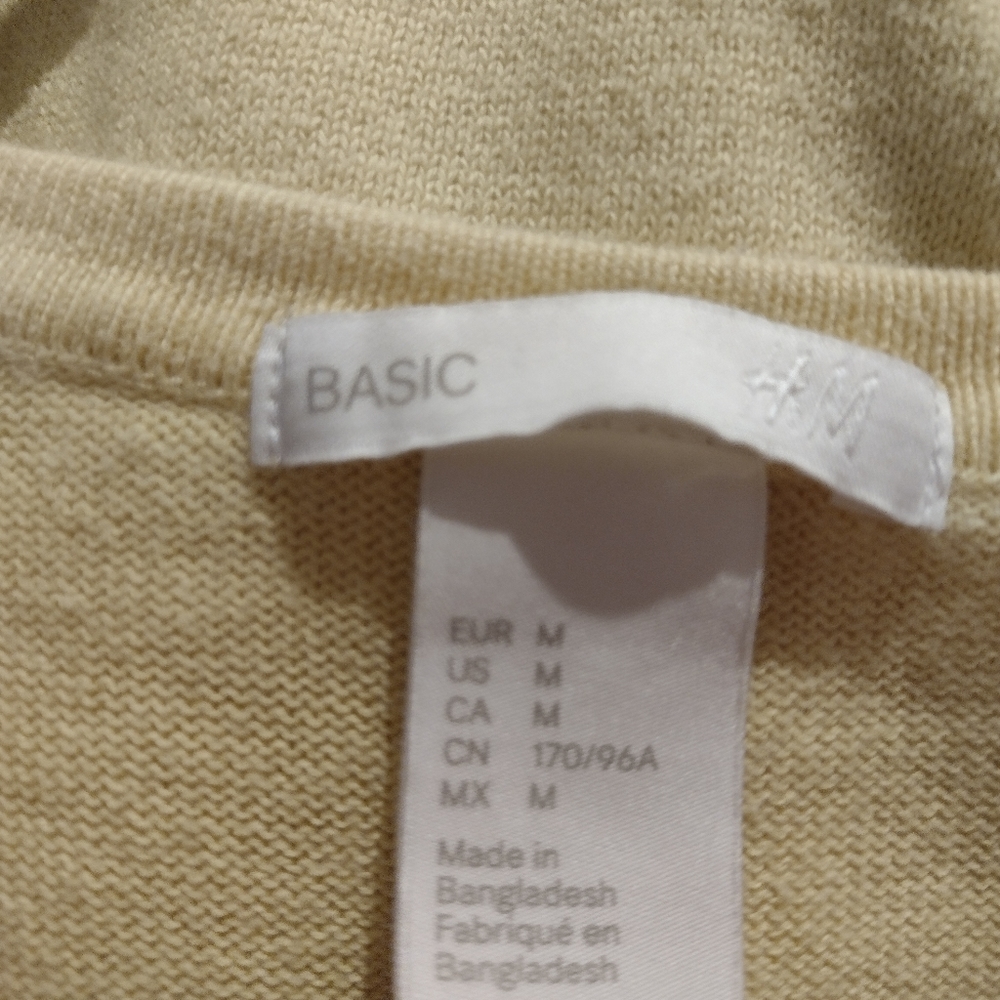 BASIC
H&M
EUR M
US M
CA M
CN 170/96A
MX M
Made in
Bangladesh
Fabriqué en
Bangladesh